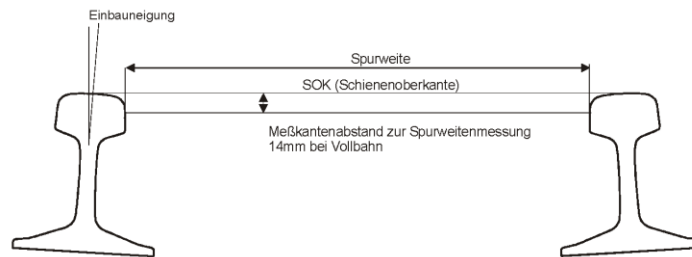 Einbauneigung
Spurweite
SOK (Schienenoberkante)
Meßkantenabstand zur Spurweitenmessung
14mm bei Vollbahn